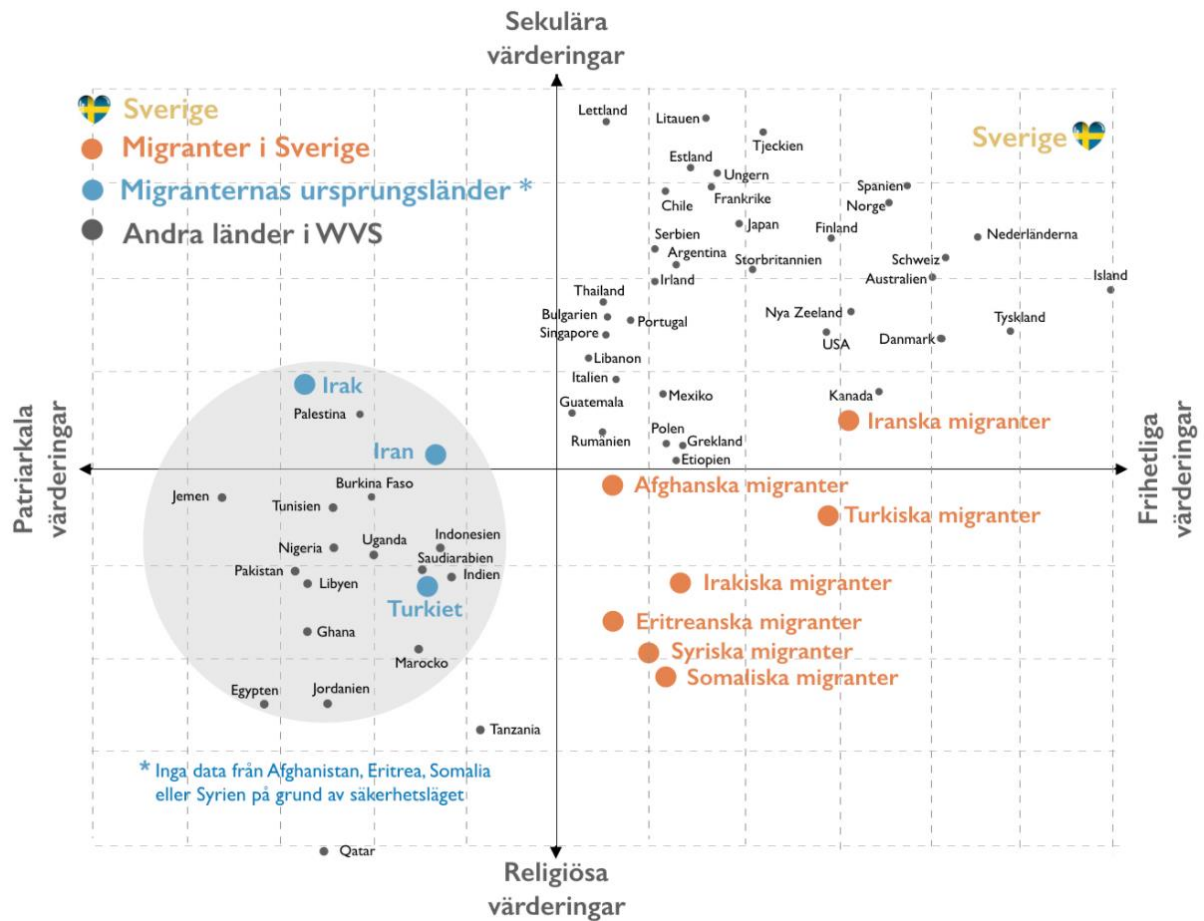 Sekulära
värderingar
Sverige
Migranter i Sverige
Migranternas ursprungsländer *
Andra länder i WVS
Sverige
Lettland
Litauen
Tjeckien
Estland
Ungern
Frankrike
Chile
Spanien
Norge
Japan
Finland
Nederländerna
Serbien
Argentina
Storbritannien
Schweiz
Australien
Irland
Island
Thailand
Bulgarien
Portugal
Singapore
Nya Zeeland
USA
Danmark
Tyskland
Libanon
Italien
Irak
Palestina
Guatemala
Mexiko
Kanada
Iranska migranter
Rumänien
Polen
Grekland
Etiopien
Iran
Patriarkala
värderingar
Frihetliga
värderingar
Jemen
Burkina Faso
Tunisien
Afghanska migranter
Turkiska migranter
Nigeria
Uganda
Indonesien
Saudiarabien
Pakistan
Libyen
Indien
Turkiet
Irakiska migranter
Ghana
Eritreanska migranter
Marocko
Syriska migranter
Somaliska migranter
Egypten
Jordanien
Tanzania
* Inga data från Afghanistan, Eritrea, Somalia
eller Syrien på grund av säkerhetsläget
Qatar
Religiösa
värderingar